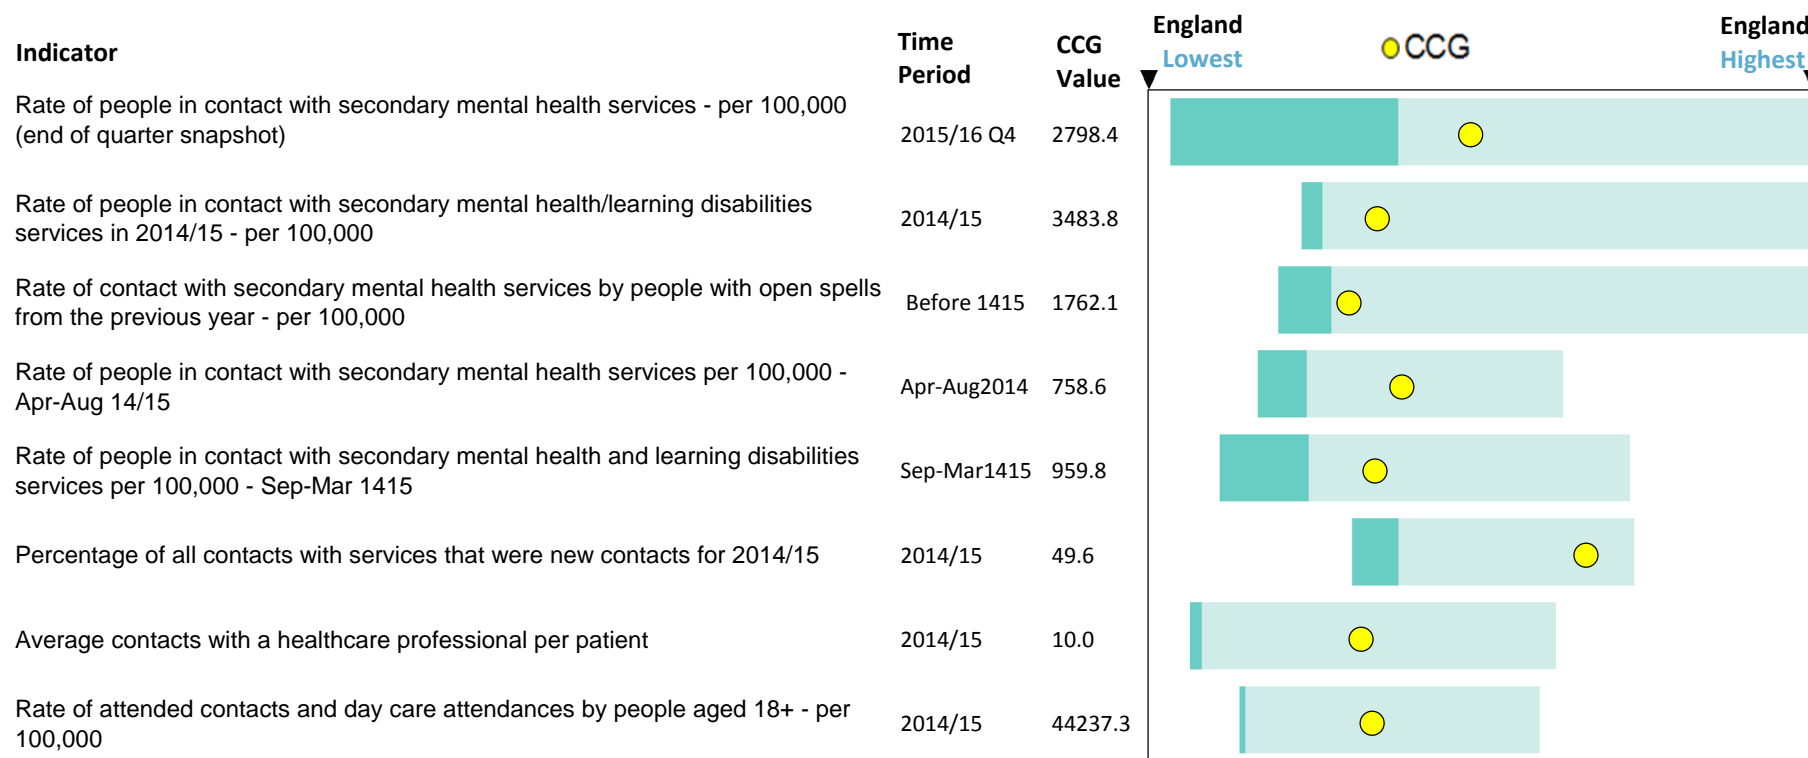 Indicator
Time
Period
CCG
Value
England
Lowest
CCG
England
Highest
Rate of people in contact with secondary mental health services - per 100,000
(end of quarter snapshot)
2015/16 Q4
2798.4
Rate of people in contact with secondary mental health/learning disabilities
services in 2014/15 - per 100,000
2014/15
3483.8
Rate of contact with secondary mental health services by people with open spells
from the previous year - per 100,000
Before 1415
1762.1
Rate of people in contact with secondary mental health services per 100,000 -
Apr-Aug 14/15
Apr-Aug2014
758.6
Rate of people in contact with secondary mental health and learning disabilities
services per 100,000 - Sep-Mar 1415
Sep-Mar1415
959.8
Percentage of all contacts with services that were new contacts for 2014/15
2014/15
49.6
Average contacts with a healthcare professional per patient
2014/15
10.0
Rate of attended contacts and day care attendances by people aged 18+ - per
100,000
2014/15
44237.3